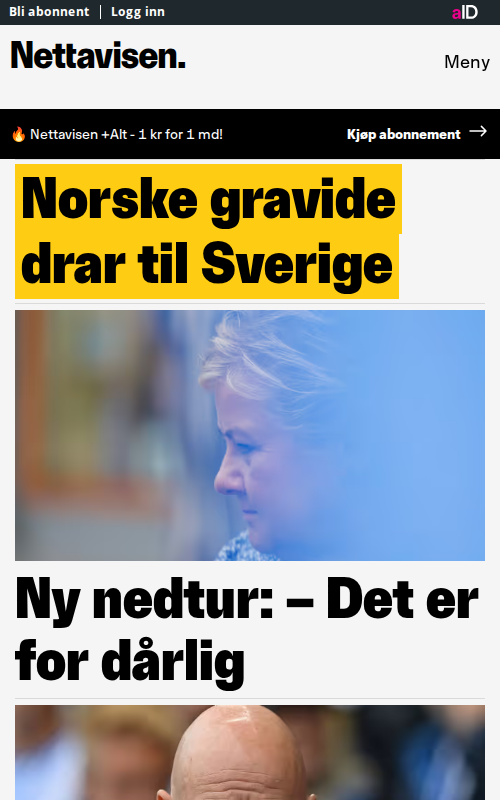 Bli abonnent | Logg inn
aID
Nettavisen.
Meny
🔥 Nettavisen +Alt - 1 kr for 1 md!
Kjøp abonnement →
Norske gravide
drar til Sverige
Ny nedtur: – Det er
for dårlig